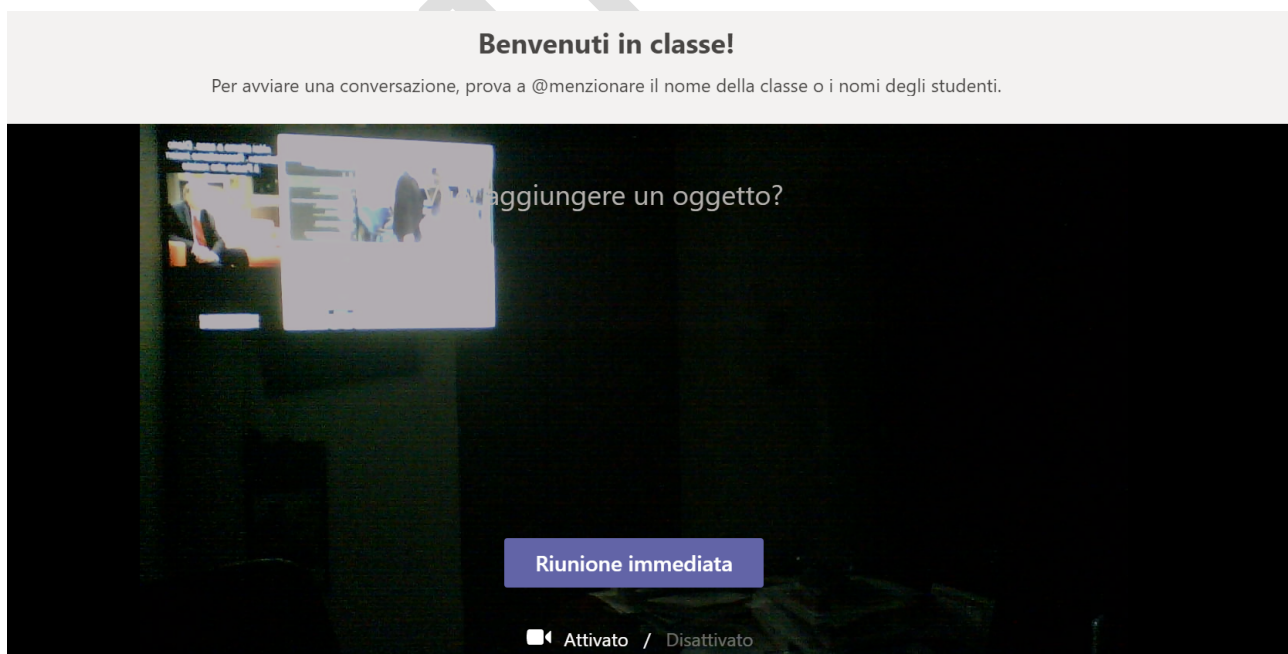 Benvenuti in classe!
Per avviare una conversazione, prova a @menzionare il nome della classe o i nomi degli studenti.
aggiungere un oggetto?
Riunione immediata
Attivato / Disattivato